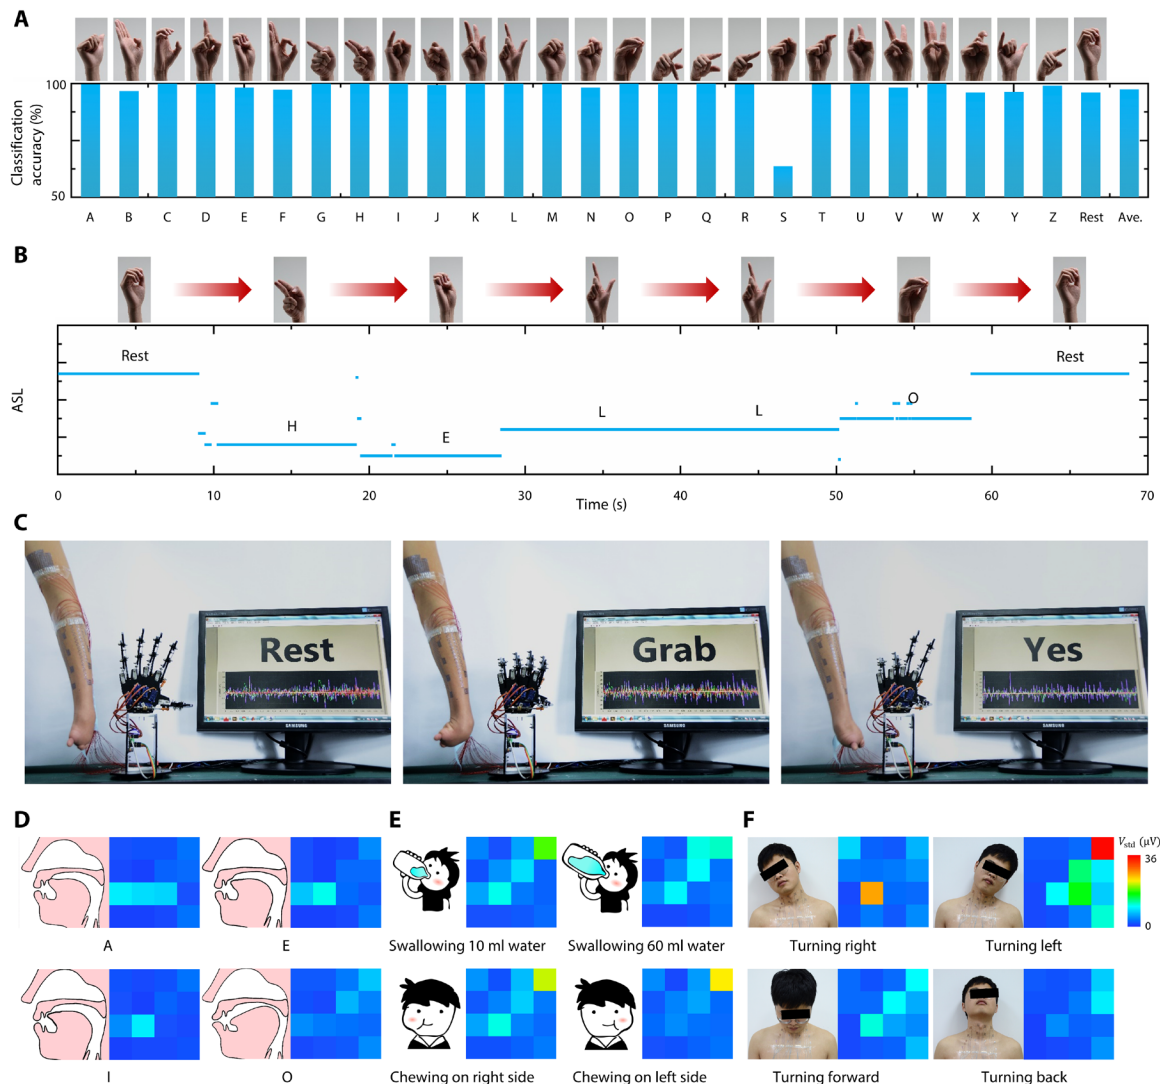 A
Classification
accuracy (%)
100
50
A B C D E F G H I J K L M N O P Q R S T U V W X Y Z Rest Ave.
B
ASL
Rest
H
E
L
L
O
Rest
0 10 20 30 40 50 60 70
Time (s)
C
Rest
SAMSUNG
Grab
SAMSUNG
Yes
SAMSUNG
D
E
F
Vstd (µV)
36
0
A
E
Swallowing 10 ml water
Swallowing 60 ml water
Turning right
Turning left
I
O
Chewing on right side
Chewing on left side
Turning forward
Turning back